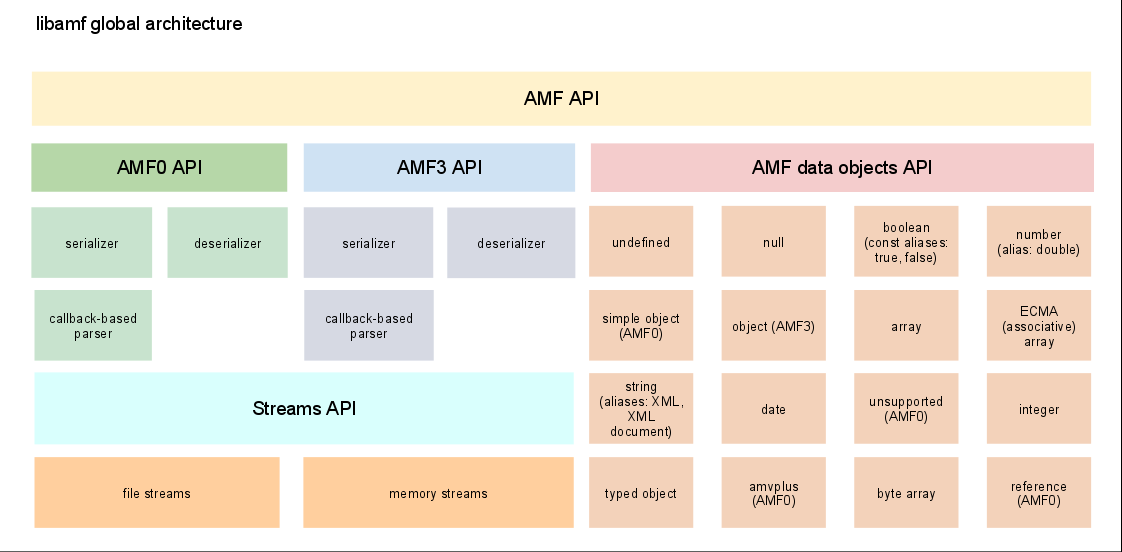 libamf global architecture
AMF API
AMF0 API
AMF3 API
AMF data objects API
serializer
deserializer
serializer
deserializer
undefined
null
boolean
(const aliases:
true, false)
number
(alias: double)
callback-based
parser
callback-based
parser
simple object
(AMF0)
object (AMF3)
array
ECMA
(associative)
array
Streams API
string
(aliases: XML,
XML
document)
date
unsupported
(AMF0)
integer
file streams
memory streams
typed object
amvplus
(AMF0)
byte array
reference
(AMF0)